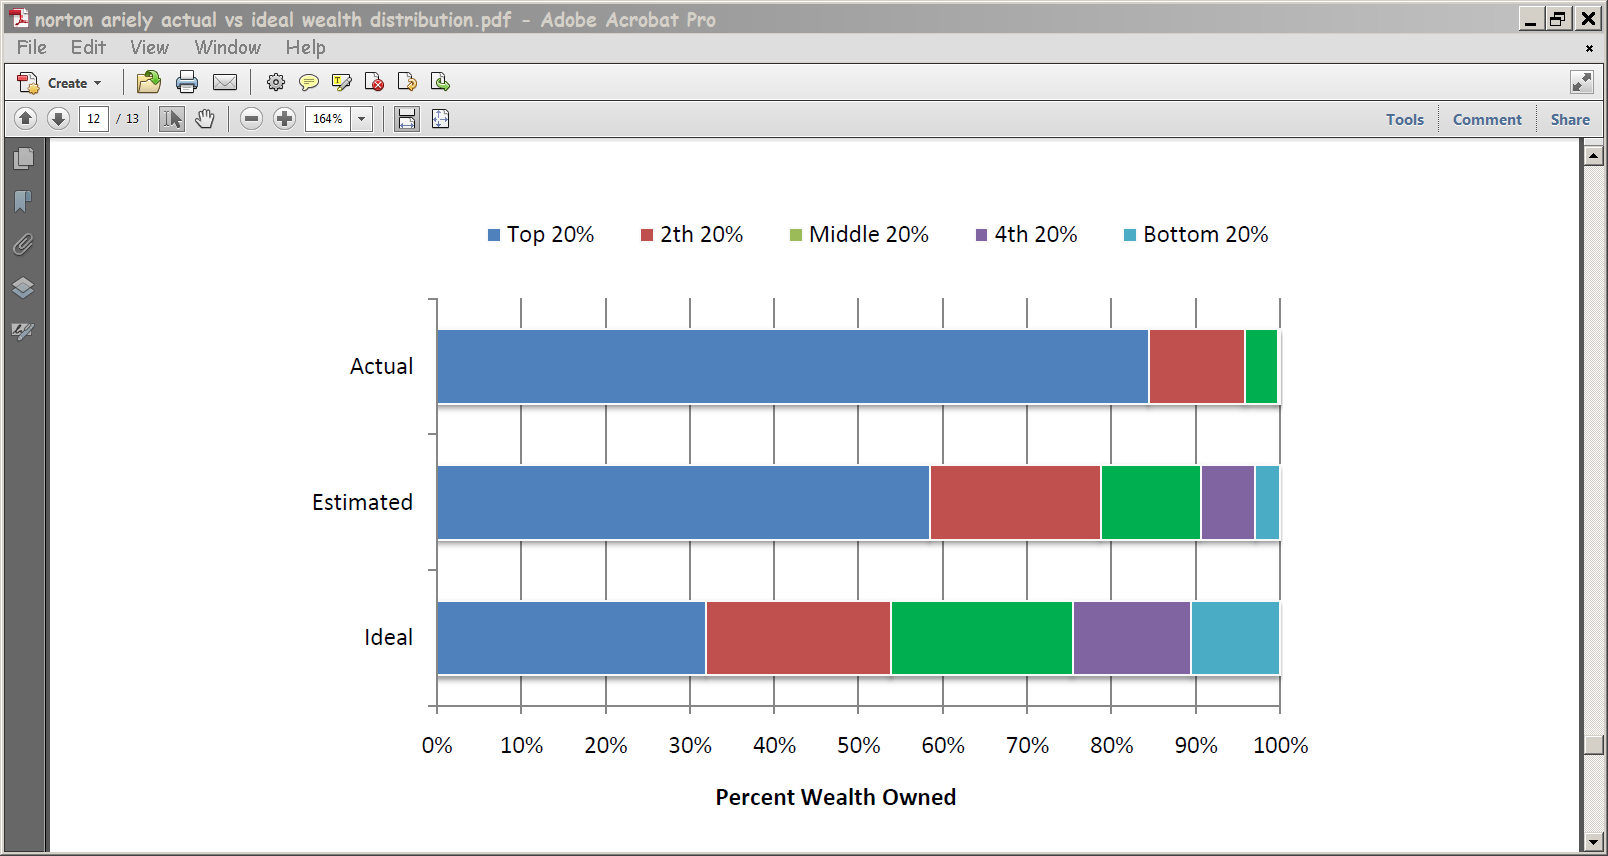 norton ariely actual vs ideal wealth distribution.pdf - Adobe Acrobat Pro
File Edit View Window Help
Create
12 / 13 164% Tools Comment Share
Top 20% 2th 20% Middle 20% 4th 20% Bottom 20%
Actual
Estimated
Ideal
0% 10% 20% 30% 40% 50% 60% 70% 80% 90% 100%
Percent Wealth Owned